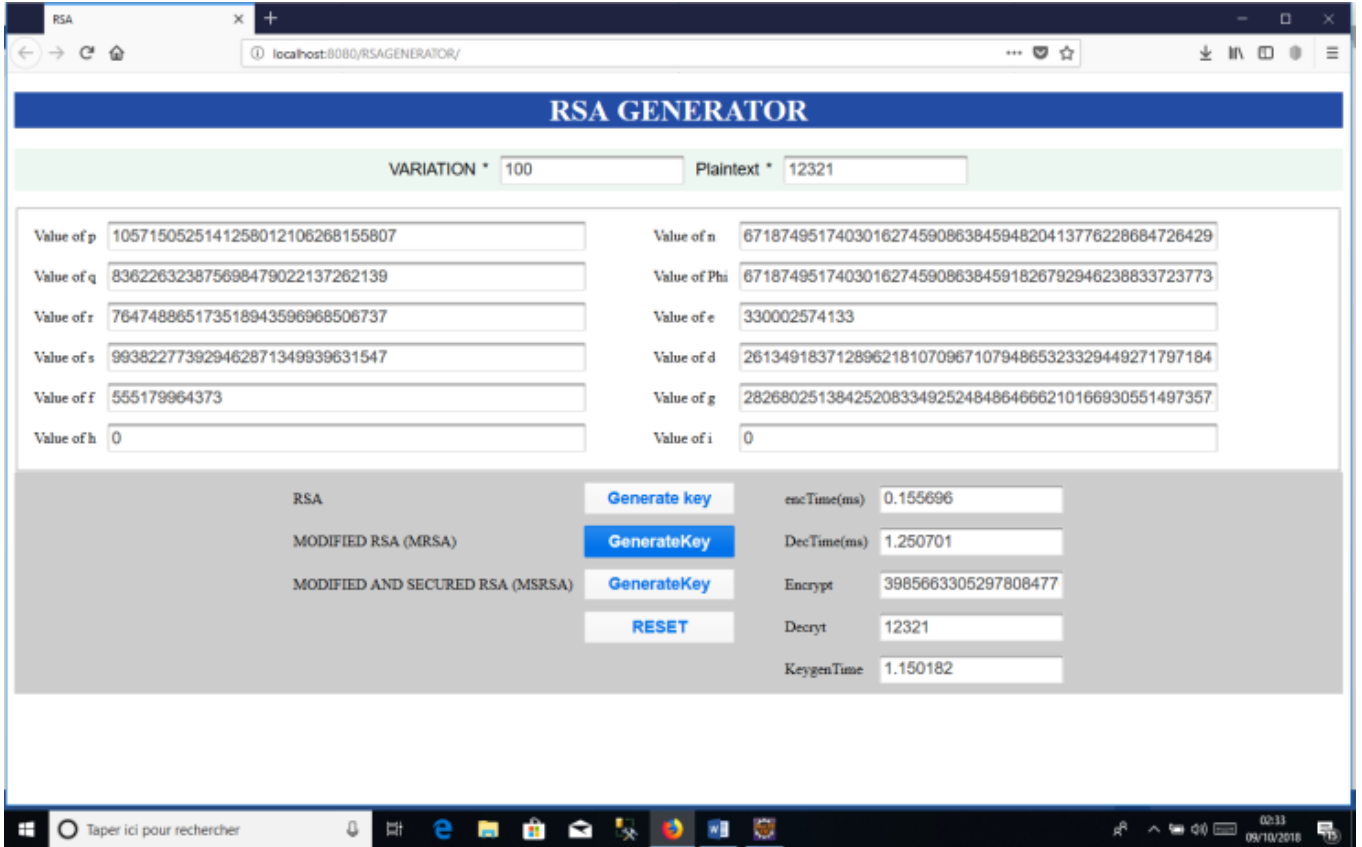 RSA
localhost:8080/RSAGENERATOR/
RSA GENERATOR
VARIATION * 100 Plaintext * 12321
Value of p 1057150525141258012106268155807
Value of n 6718749517403016274590863845948204137762286847264​29
Value of q 836226323875698479022137262139
Value of Phi 671874951740301627459086384591826792946238833723773
Value of r 764748865173518943596968506737
Value of e 330002574133
Value of s 993822773929462871349939631547
Value of d 261349183712896218107096710794865323329449271797184
Value of f 555179964373
Value of g 282680251384252083349252484864666210166930551497357
Value of h 0
Value of i 0
RSA Generate key encTime(ms) 0.155696
MODIFIED RSA (MRSA) GenerateKey DecTime(ms) 1.250701
MODIFIED AND SECURED RSA (MSRSA) GenerateKey Encrypt 3985663305297808477
RESET Decryt 12321
KeygenTime 1.150182
Taper ici pour rechercher
02:33
09/10/2018
15